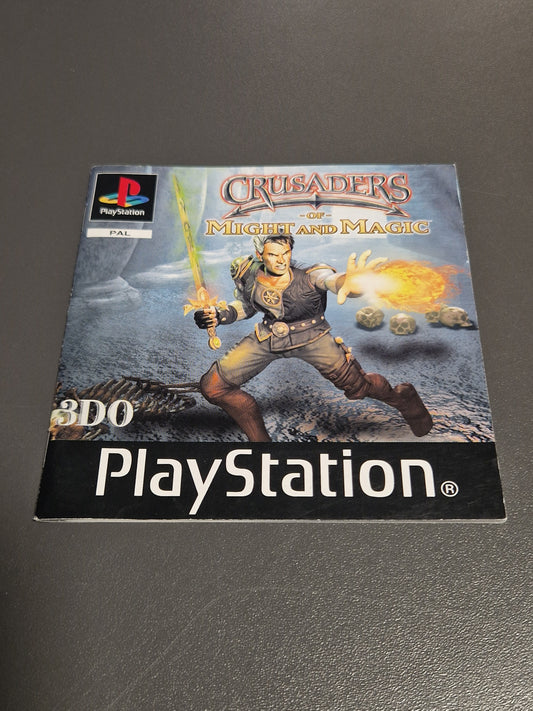 PlayStation
PAL
CRUSADERS
-OF-
MIGHT AND MAGIC
3DO
PlayStation®